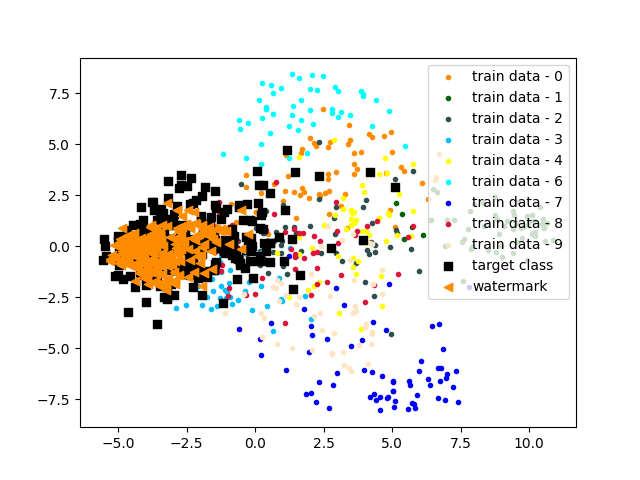 7.5
5.0
2.5
0.0
−2.5
−5.0
−7.5
−5.0 −2.5 0.0 2.5 5.0 7.5 10.0
train data - 0
train data - 1
train data - 2
train data - 3
train data - 4
train data - 6
train data - 7
train data - 8
train data - 9
target class
watermark